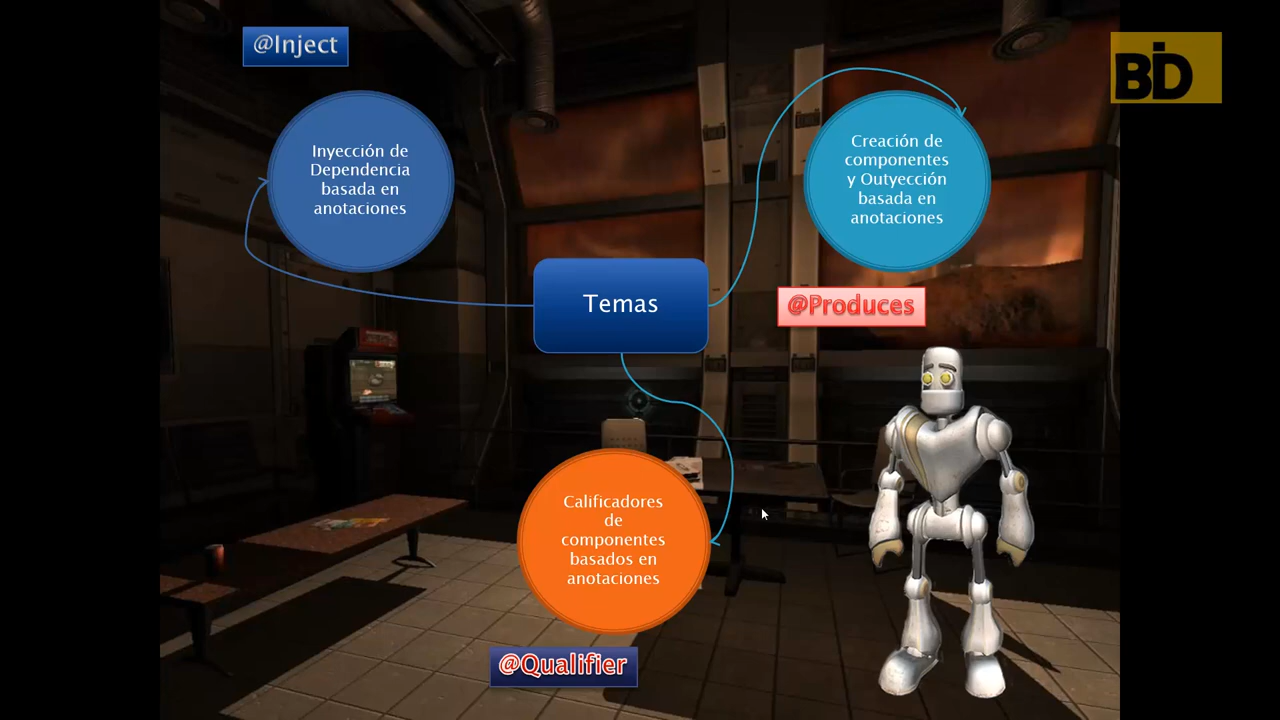 @Inject
BID
Inyección de
Dependencia
basada en
anotaciones
Creación de
componentes
y Outyección
basada en
anotaciones
Temas
@Produces
Calificadores
de
componentes
basados en
anotaciones
@Qualifier